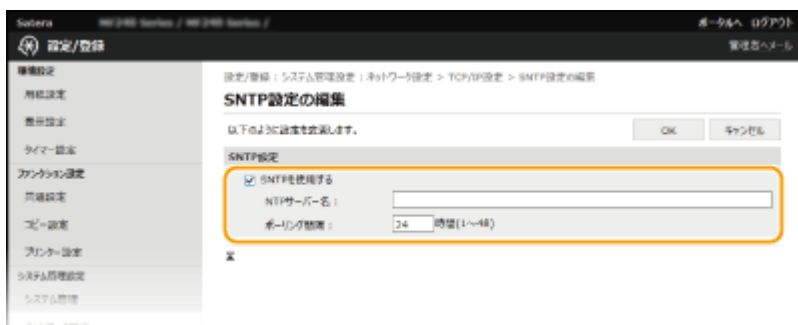 Satera MF240 Series / MF240 Series /
ポータルへ ログアウト
設定/登録
管理者へメール
環境設定
用紙設定
表示設定
タイマー設定
ファンクション設定
共通設定
コピー設定
プリンター設定
システム管理設定
システム管理
設定/登録：システム管理設定：ネットワーク設定 > TCP/IP設定 > SNTP設定の編集
SNTP設定の編集
以下のように設定を変更します。
OK キャンセル
SNTP設定
SNTPを使用する
NTPサーバー名：
ポーリング間隔： 24 時間(1～48)